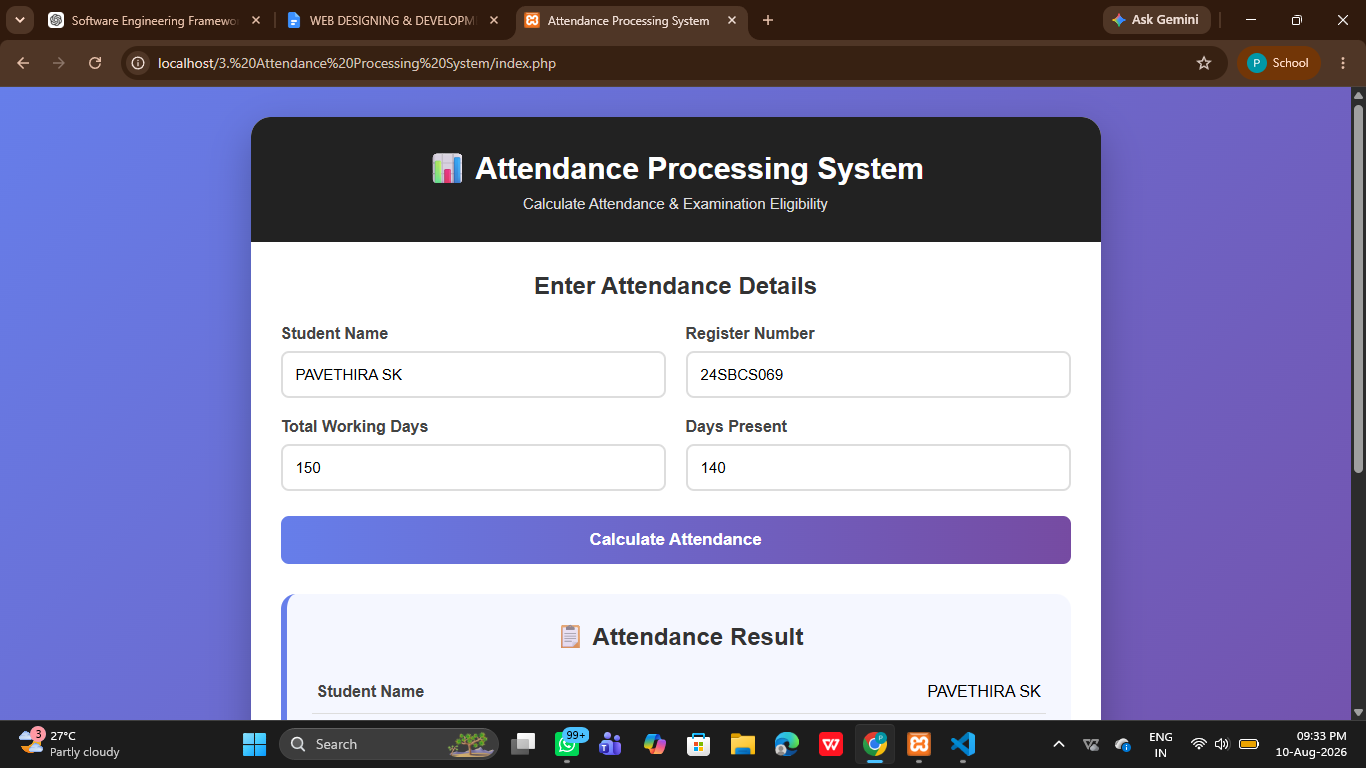 Software Engineering Framewo
WEB DESIGNING & DEVELOPM
Attendance Processing System
Ask Gemini
localhost/3.%20Attendance%20Processing%20System/index.php
P
School
Attendance Processing System
Calculate Attendance & Examination Eligibility
Enter Attendance Details
Student Name
Register Number
PAVETHIRA SK
24SBCS069
Total Working Days
Days Present
150
140
Calculate Attendance
Attendance Result
Student Name
PAVETHIRA SK
3
27°C
Partly cloudy
Search
99+
ENG
IN
09:33 PM
10-Aug-2026